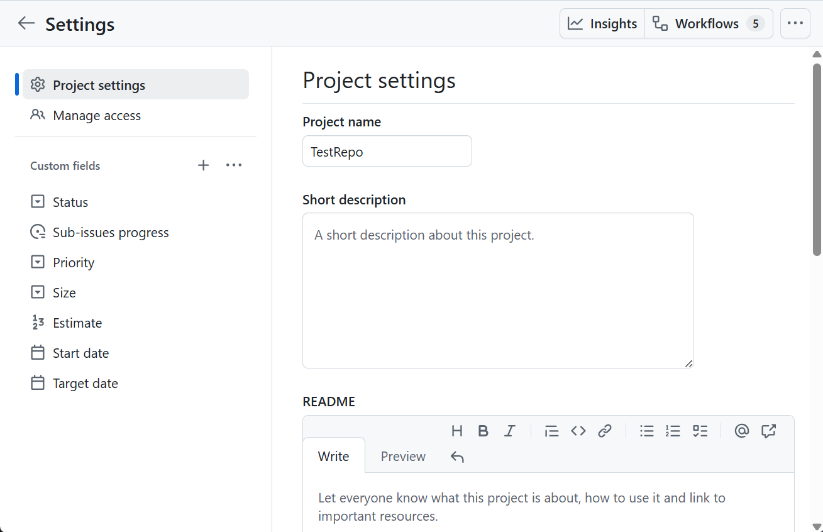 Settings
Insights
Workflows 5
Project settings
Manage access
Custom fields
Status
Sub-issues progress
Priority
Size
Estimate
Start date
Target date
Project settings
Project name
TestRepo
Short description
A short description about this project.
README
Write
Preview
Let everyone know what this project is about, how to use it and link to
important resources.